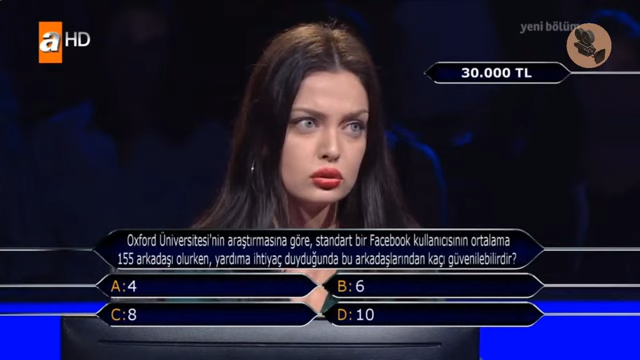 a HD
yeni bölüm
30.000 TL
Oxford Üniversitesi'nin araştırmasına göre, standart bir Facebook kullanıcısının ortalama
155 arkadaşı olurken, yardıma ihtiyaç duyduğunda bu arkadaşlarından kaçı güvenilebilirdir?
A: 4
B: 6
C: 8
D: 10